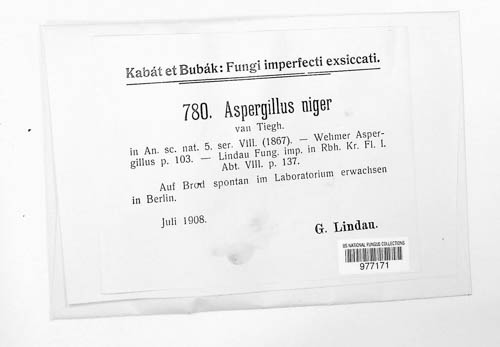 Kabát et Bubák: Fungi imperfecti exsiccati.
780. Aspergillus niger
van Tiegh.
in An. sc. nat. 5. ser. VIII. (1867). — Wehmer Asper-
gillus p. 103. — Lindau Fung. imp. in Rbh. Kr. Fl. I.
Abt. VIII. p. 137.
Auf Brod spontan im Laboratorium erwachsen
in Berlin.
Juli 1908.
G. Lindau.
US NATIONAL FUNGUS COLLECTIONS
977171